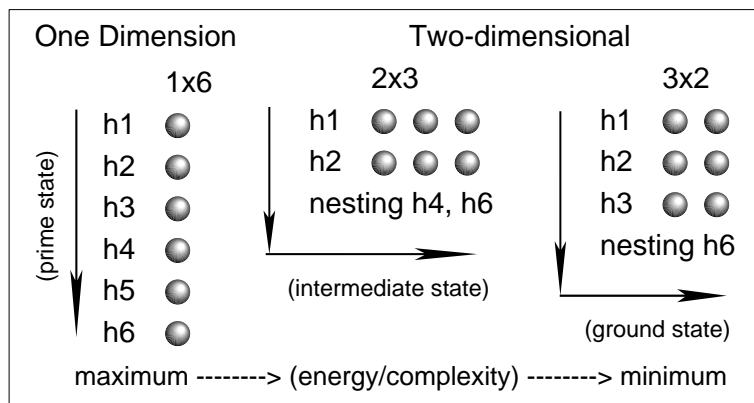 One Dimension
1x6
h1
h2
h3
h4
h5
h6
(prime state)
Two-dimensional
2x3
h1
h2
nesting h4, h6
(intermediate state)
3x2
h1
h2
h3
nesting h6
(ground state)
maximum --------> (energy/complexity) --------> minimum